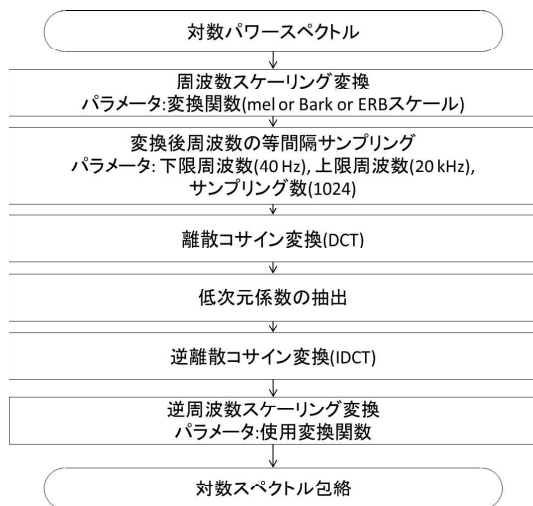 対数パワースペクトル
周波数スケーリング変換
パラメータ:変換関数(mel or Bark or ERBスケール)
変換後周波数の等間隔サンプリング
パラメータ: 下限周波数(40 Hz), 上限周波数(20 kHz),
サンプリング数(1024)
離散コサイン変換(DCT)
低次元係数の抽出
逆離散コサイン変換(IDCT)
逆周波数スケーリング変換
パラメータ:使用変換関数
対数スペクトル包絡